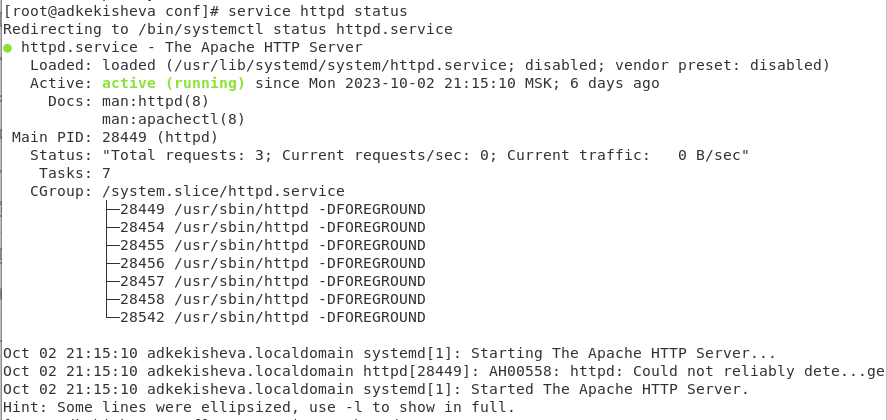 [root@adkekisheva conf]# service httpd status
Redirecting to /bin/systemctl status httpd.service
● httpd.service - The Apache HTTP Server
   Loaded: loaded (/usr/lib/systemd/system/httpd.service; disabled; vendor preset: disabled)
   Active: active (running) since Mon 2023-10-02 21:15:10 MSK; 6 days ago
     Docs: man:httpd(8)
           man:apachectl(8)
 Main PID: 28449 (httpd)
   Status: "Total requests: 3; Current requests/sec: 0; Current traffic:   0 B/sec"
    Tasks: 7
   CGroup: /system.slice/httpd.service
           ├─28449 /usr/sbin/httpd -DFOREGROUND
           ├─28454 /usr/sbin/httpd -DFOREGROUND
           ├─28455 /usr/sbin/httpd -DFOREGROUND
           ├─28456 /usr/sbin/httpd -DFOREGROUND
           ├─28457 /usr/sbin/httpd -DFOREGROUND
           ├─28458 /usr/sbin/httpd -DFOREGROUND
           └─28542 /usr/sbin/httpd -DFOREGROUND

Oct 02 21:15:10 adkekisheva.localdomain systemd[1]: Starting The Apache HTTP Server...
Oct 02 21:15:10 adkekisheva.localdomain httpd[28449]: AH00558: httpd: Could not reliably dete...ge
Oct 02 21:15:10 adkekisheva.localdomain systemd[1]: Started The Apache HTTP Server.
Hint: Some lines were ellipsized, use -l to show in full.